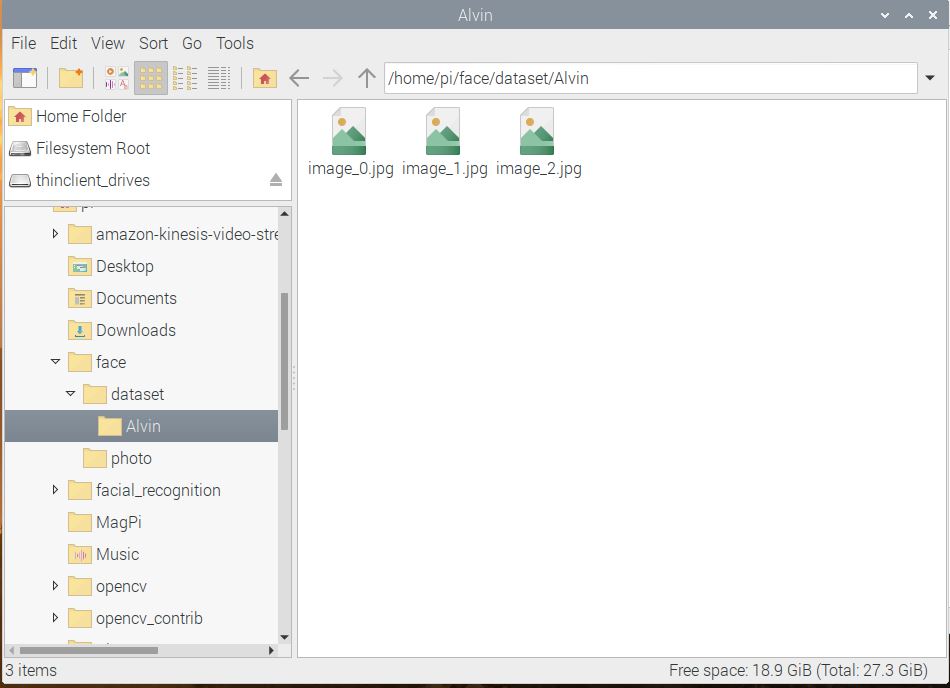 Alvin
File Edit View Sort Go Tools
/home/pi/face/dataset/Alvin
Home Folder
Filesystem Root
thinclient_drives
amazon-kinesis-video-stre
Desktop
Documents
Downloads
face
dataset
Alvin
photo
facial_recognition
MagPi
Music
opencv
opencv_contrib
image_0.jpg image_1.jpg image_2.jpg
3 items
Free space: 18.9 GiB (Total: 27.3 GiB)